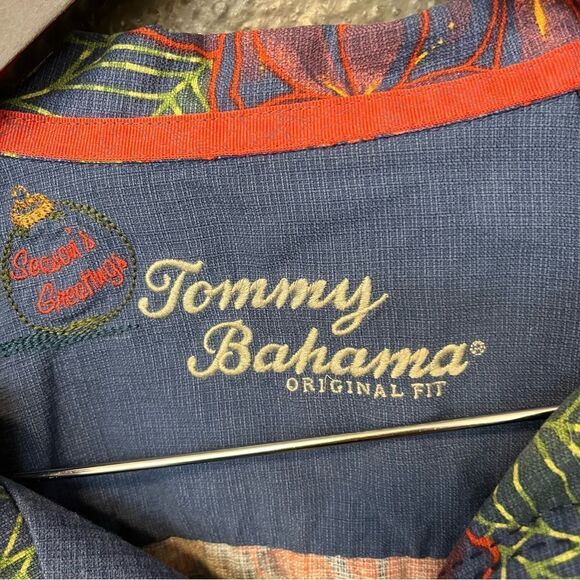 Season's
Greetings
Tommy
Bahama®
ORIGINAL FIT